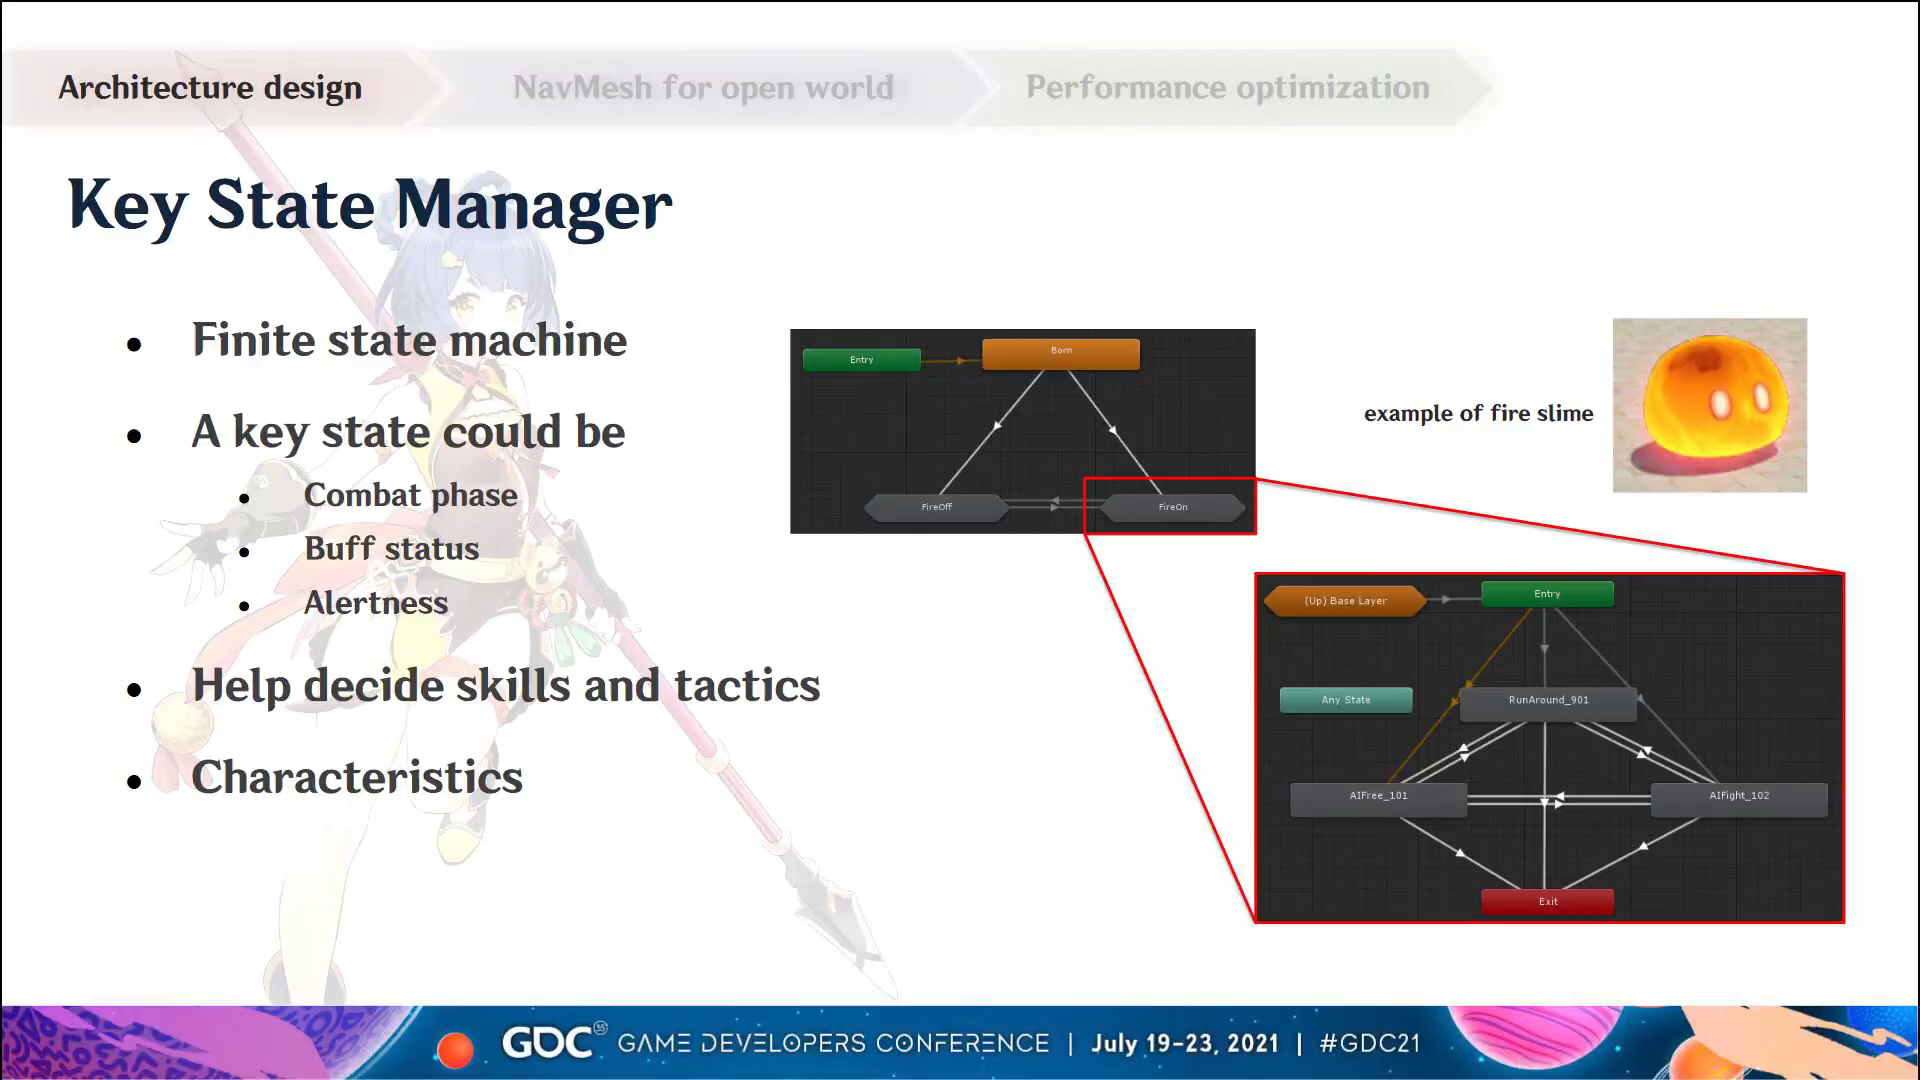 Architecture design
NavMesh for open world
Performance optimization
Key State Manager
Finite state machine
A key state could be
Combat phase
Buff status
Alertness
Help decide skills and tactics
Characteristics
Entry
Born
FireOff
FireOn
example of fire slime
(Up) Base Layer
Entry
Any State
RunAround_901
AIFree_101
AIFight_102
Exit
GDC 35 GAME DEVELOPERS CONFERENCE | July 19-23, 2021 | #GDC21